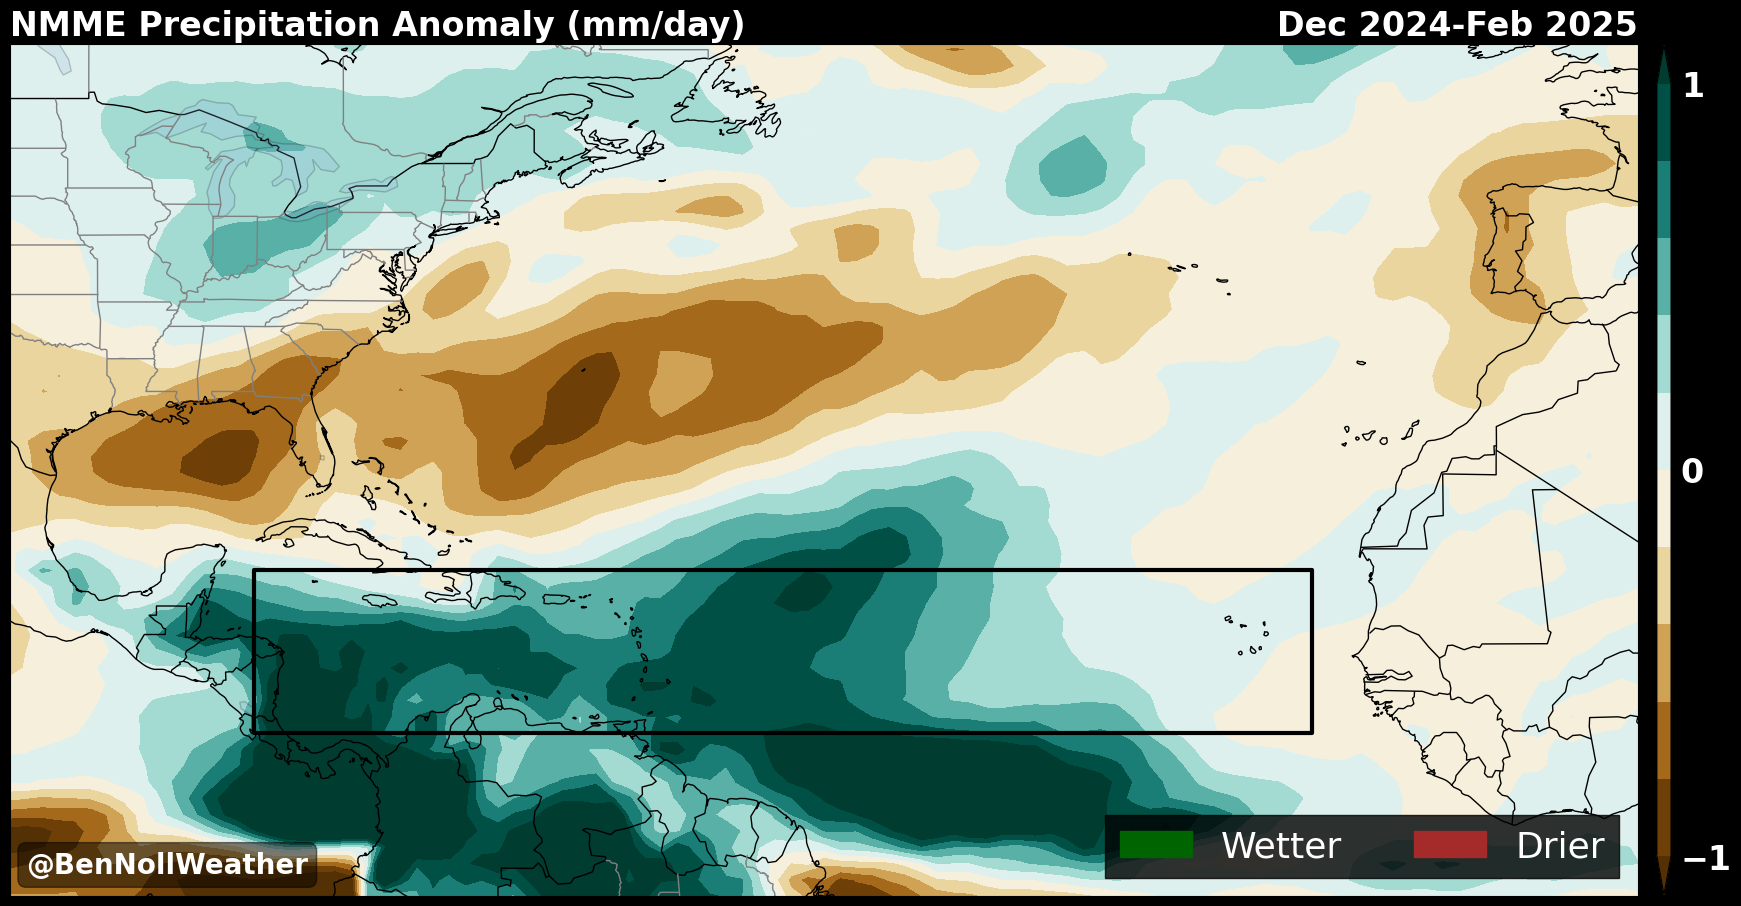 NMME Precipitation Anomaly (mm/day)
Dec 2024-Feb 2025
1
0
−1
@BenNollWeather
Wetter
Drier